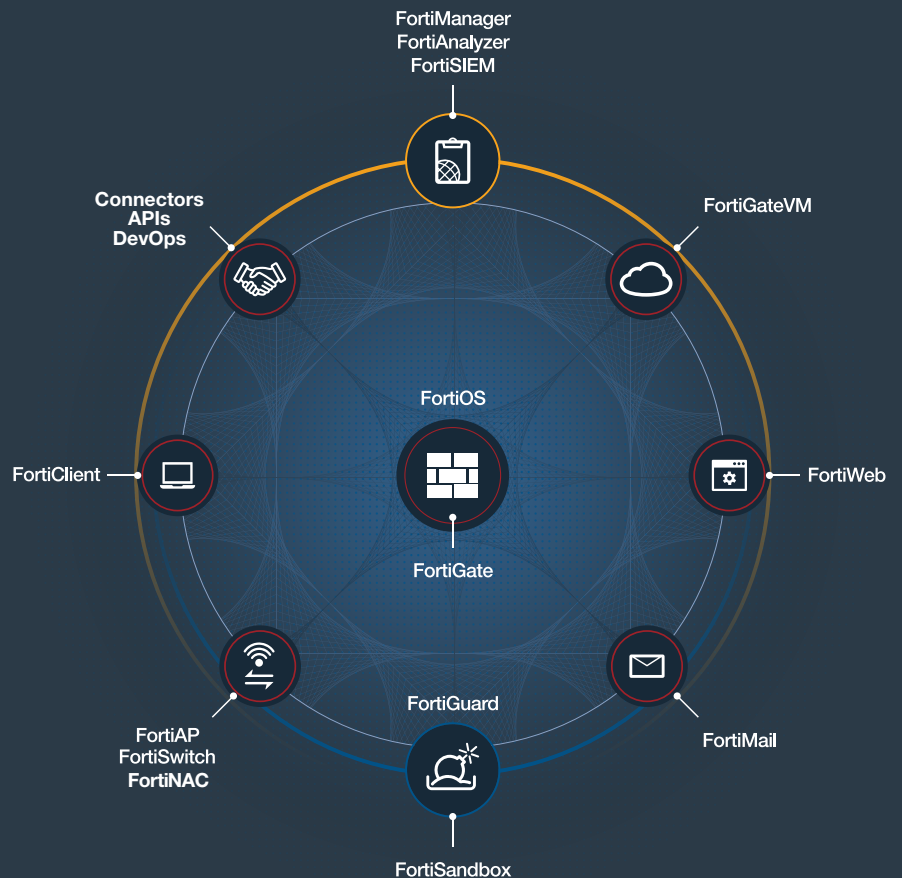 FortiManager
FortiAnalyzer
FortiSIEM
Connectors
APIs
DevOps
FortiGateVM
FortiOS
FortiClient
FortiWeb
FortiGate
FortiGuard
FortiAP
FortiSwitch
FortiNAC
FortiMail
FortiSandbox